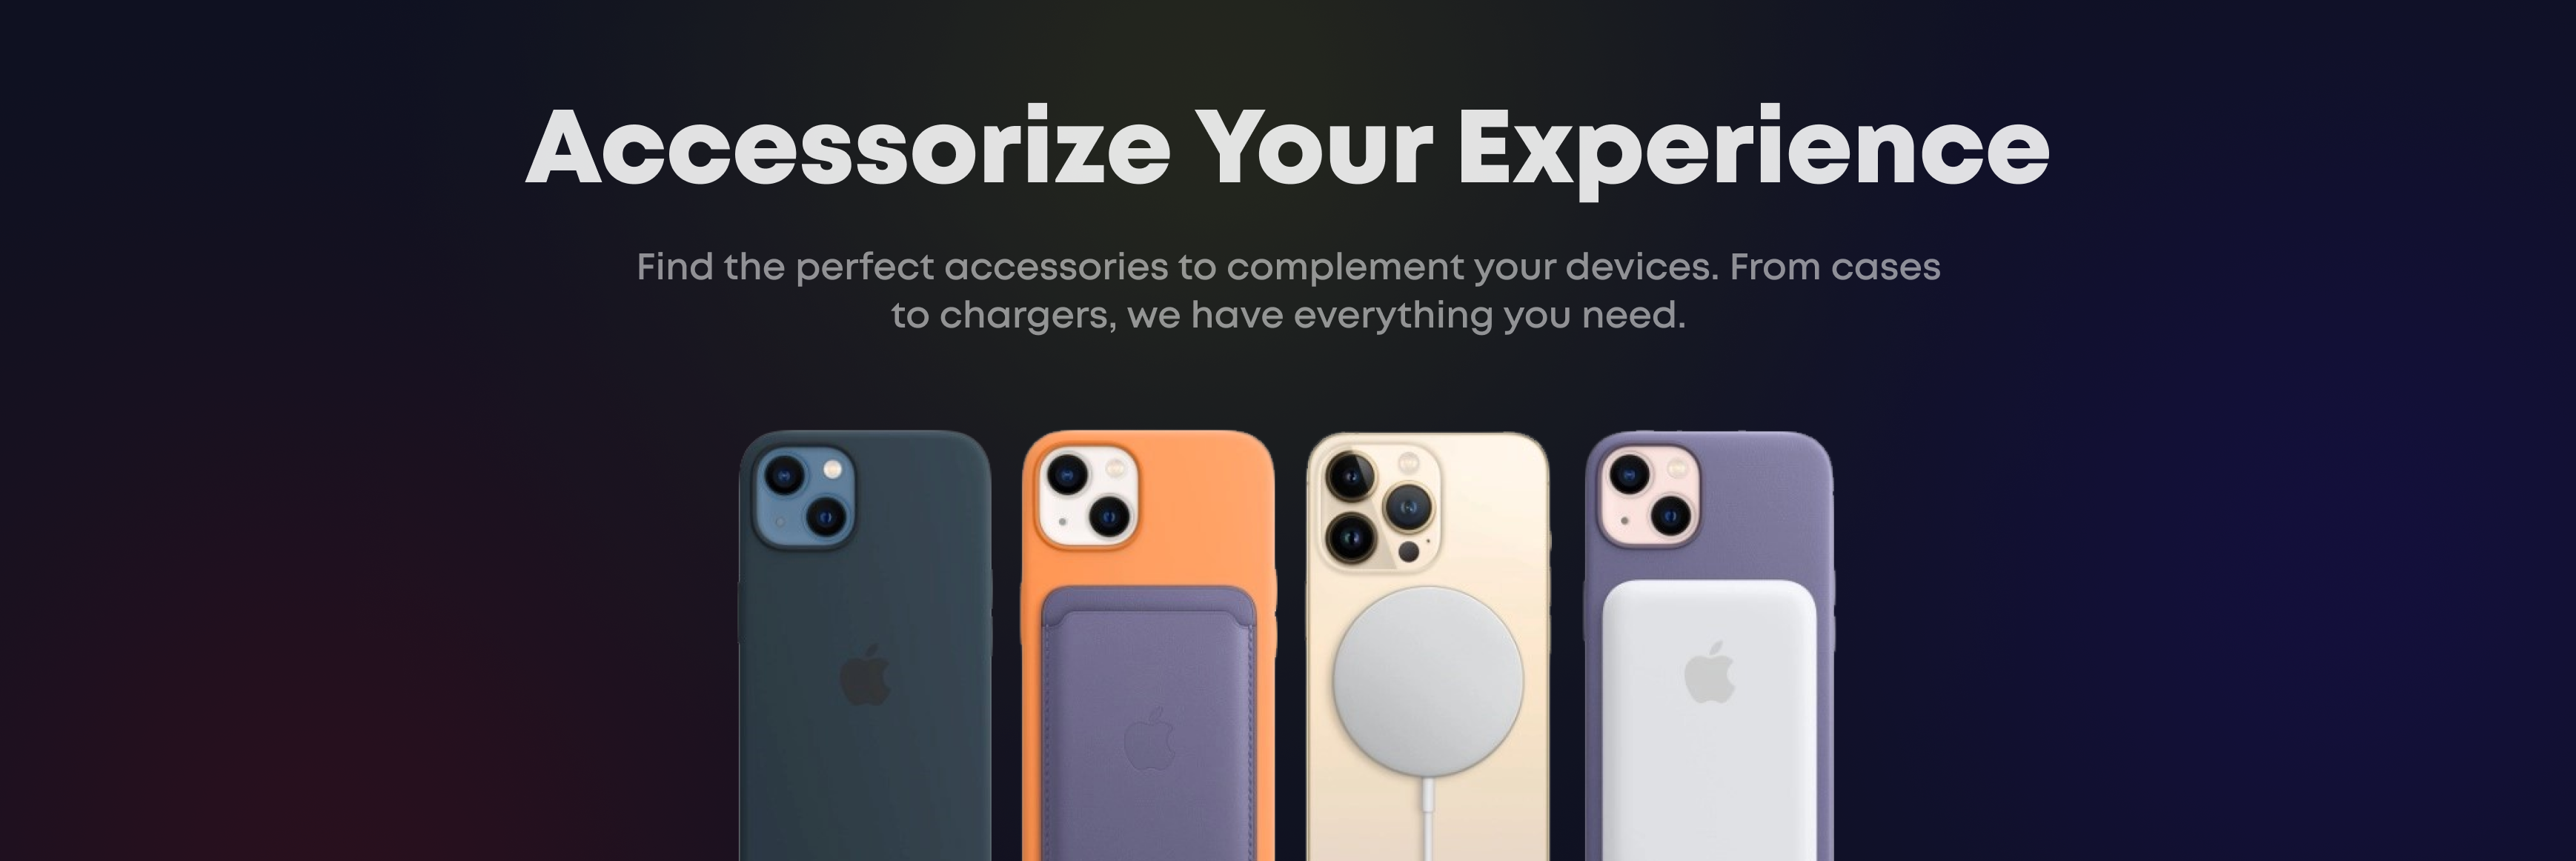 Accessorize Your Experience
Find the perfect accessories to complement your devices. From cases
to chargers, we have everything you need.